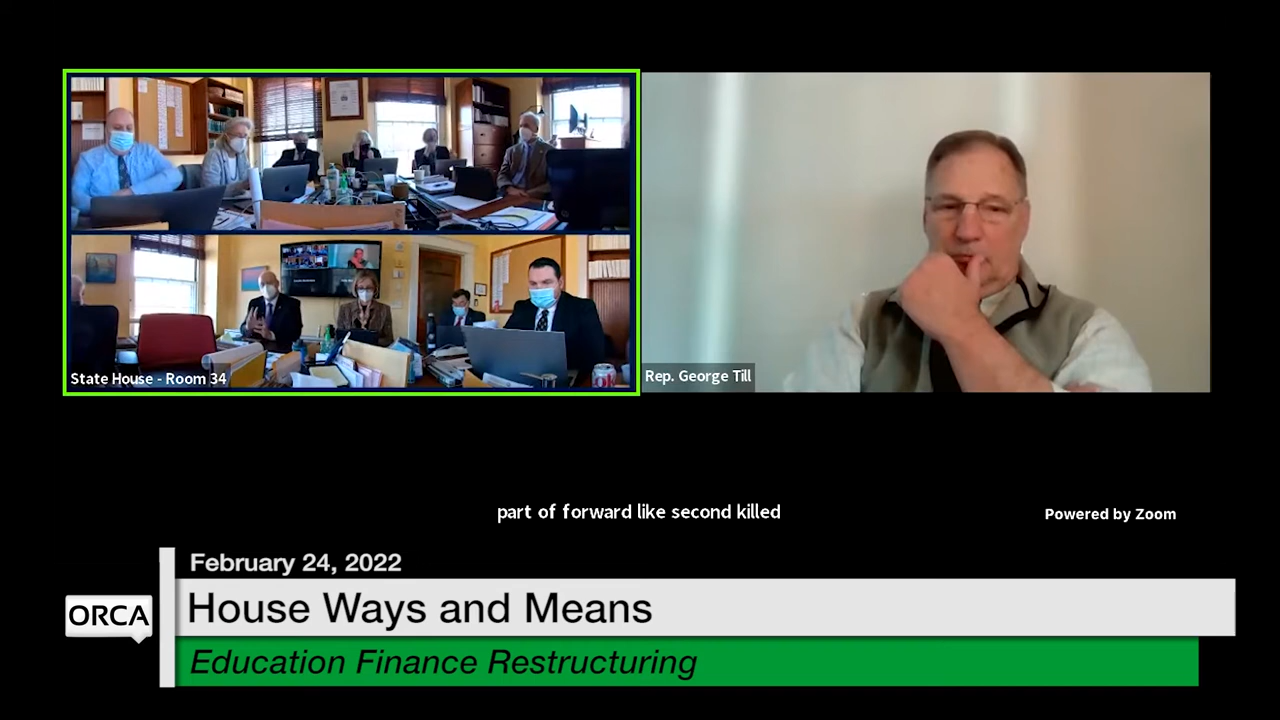 State House - Room 34
Rep. George Till
part of forward like second killed
Powered by Zoom
February 24, 2022
ORCA
House Ways and Means
Education Finance Restructuring